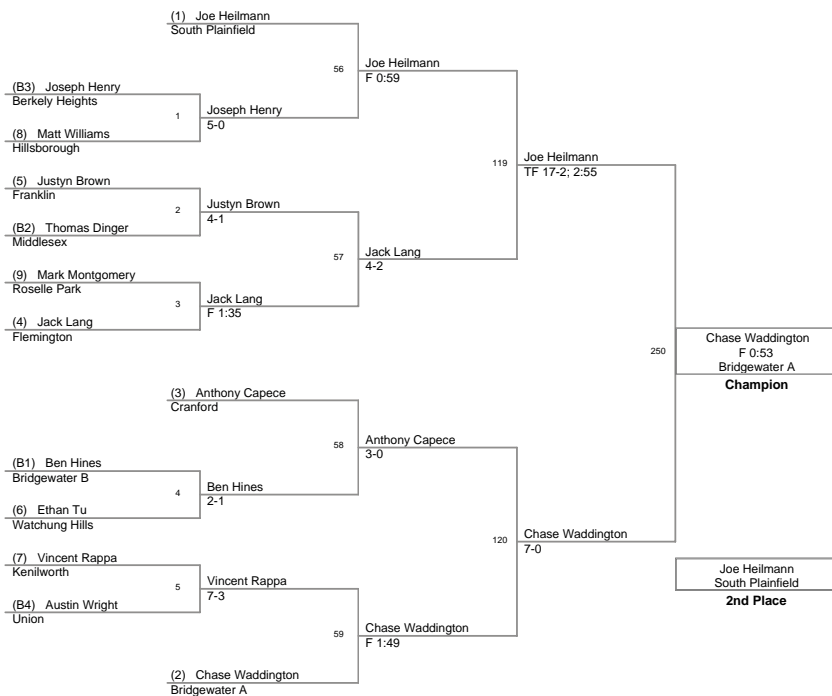 (1) Joe Heilmann
South Plainfield
56
Joe Heilmann
F 0:59
(B3) Joseph Henry
Berkely Heights
1
Joseph Henry
5-0
(8) Matt Williams
Hillsborough
119
Joe Heilmann
TF 17-2; 2:55
(5) Justyn Brown
Franklin
2
Justyn Brown
4-1
(B2) Thomas Dinger
Middlesex
57
Jack Lang
4-2
(9) Mark Montgomery
Roselle Park
3
Jack Lang
F 1:35
(4) Jack Lang
Flemington
250
Chase Waddington
F 0:53
Bridgewater A
Champion
(3) Anthony Capece
Cranford
58
Anthony Capece
3-0
(B1) Ben Hines
Bridgewater B
4
Ben Hines
2-1
(6) Ethan Tu
Watchung Hills
120
Chase Waddington
7-0
(7) Vincent Rappa
Kenilworth
5
Vincent Rappa
7-3
(B4) Austin Wright
Union
59
Chase Waddington
F 1:49
(2) Chase Waddington
Bridgewater A
Joe Heilmann
South Plainfield
2nd Place